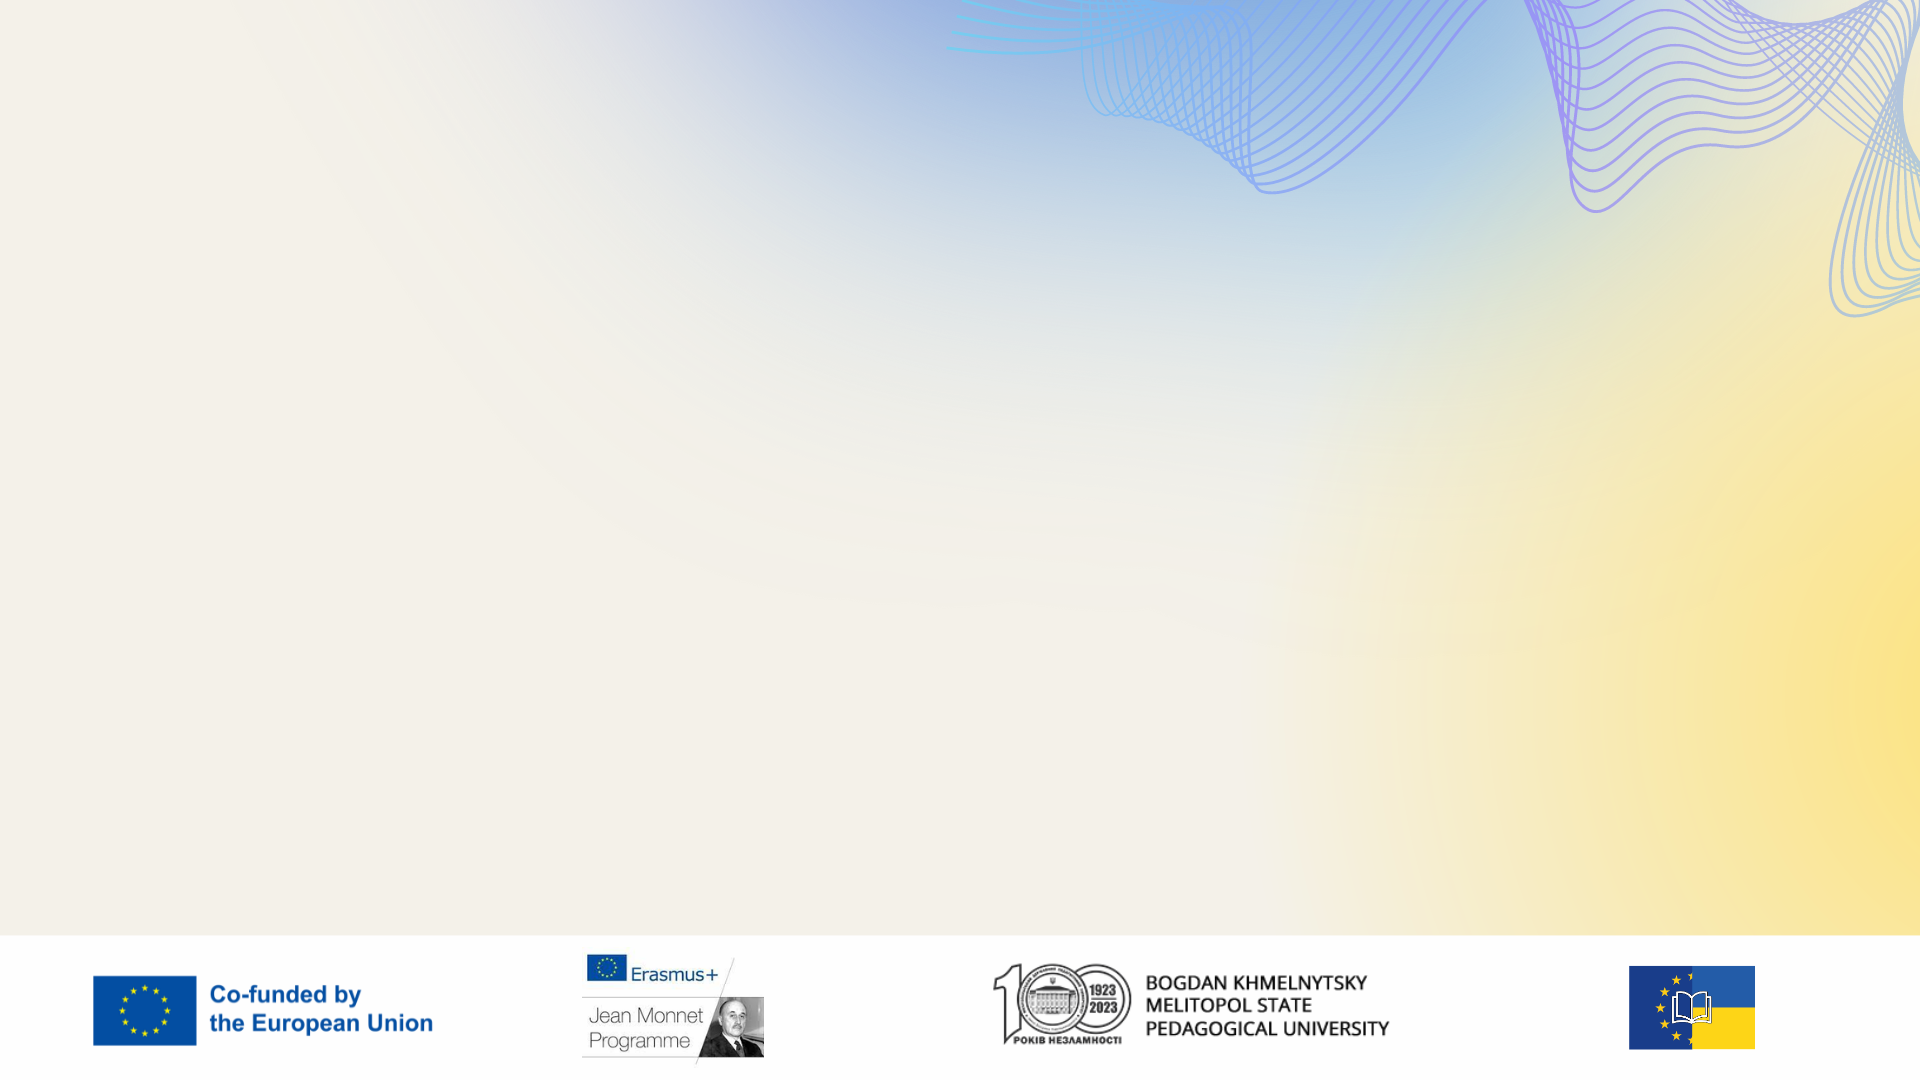 Co-funded by
the European Union
Erasmus+
Jean Monnet
Programme
1923
2023
РОКІВ НЕЗЛАМНОСТІ
BOGDAN KHMELNYTSKY
MELITOPOL STATE
PEDAGOGICAL UNIVERSITY